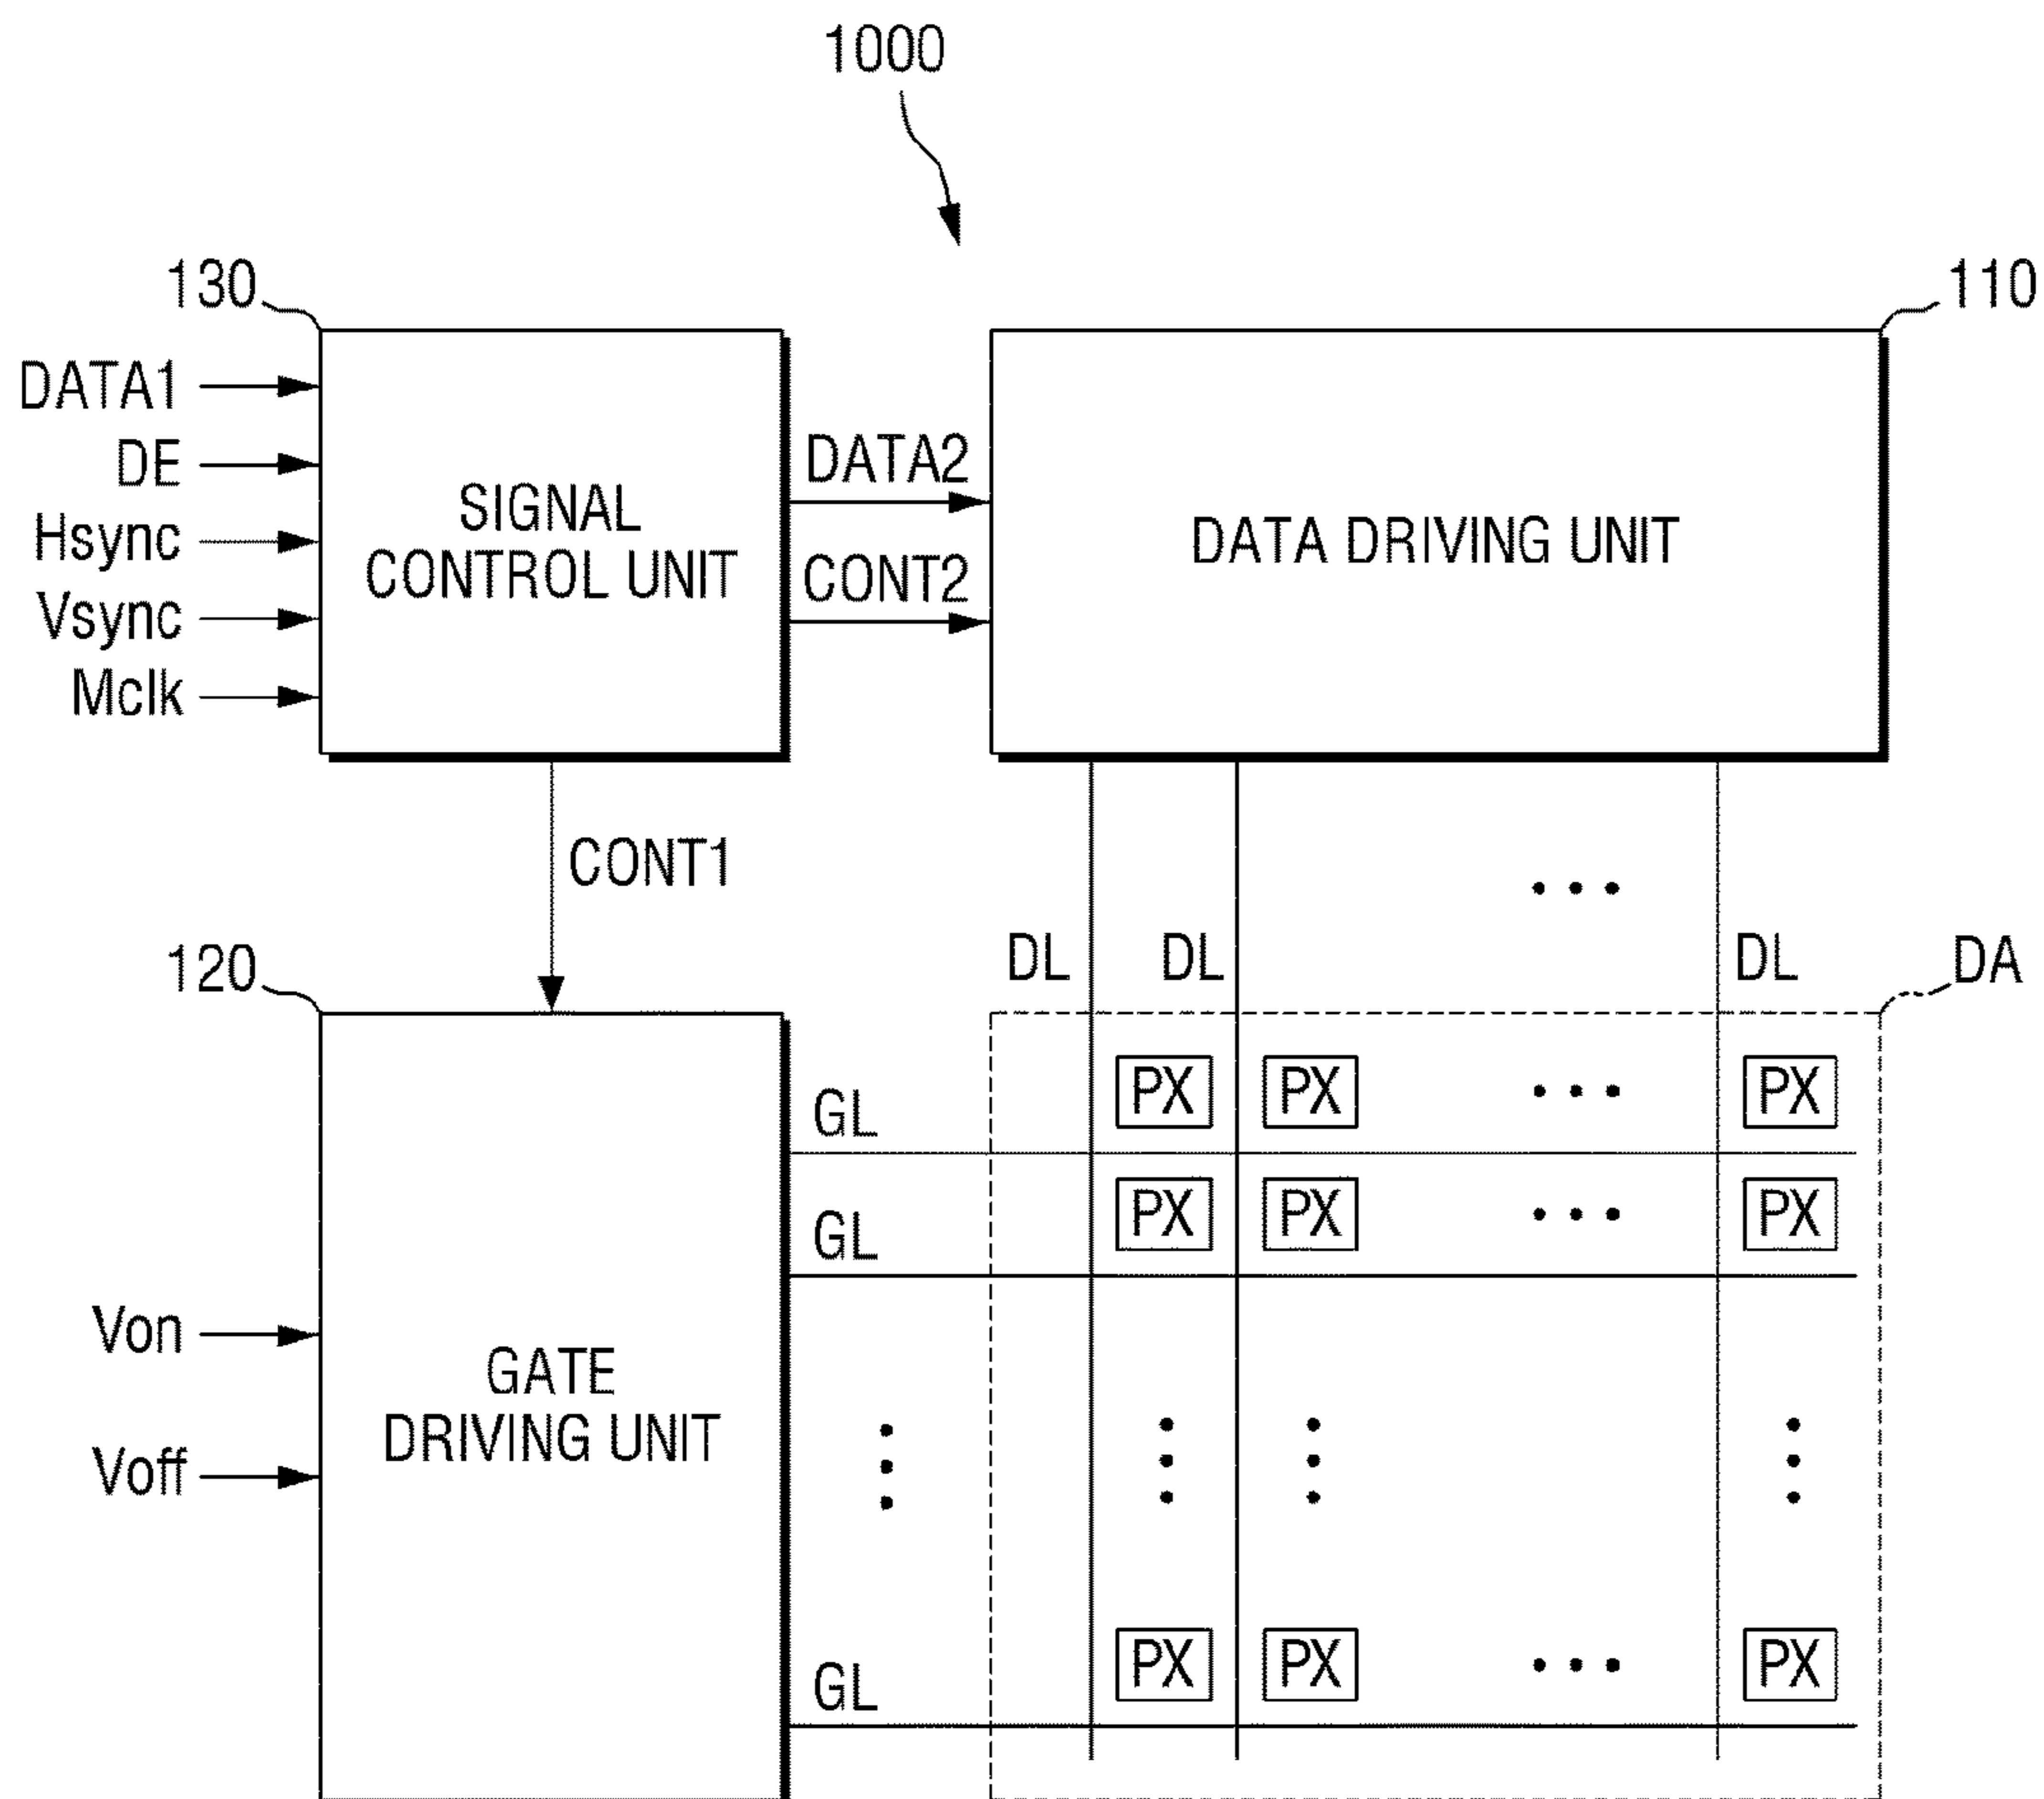 1000
130
110
DATA1
DE
Hsync
Vsync
Mclk
SIGNAL
CONTROL UNIT
DATA2
CONT2
DATA DRIVING UNIT
CONT1
120
DL
DL
DL
DA
GL
PX
PX
PX
GL
PX
PX
PX
Von
Voff
GATE
DRIVING UNIT
GL
PX
PX
PX